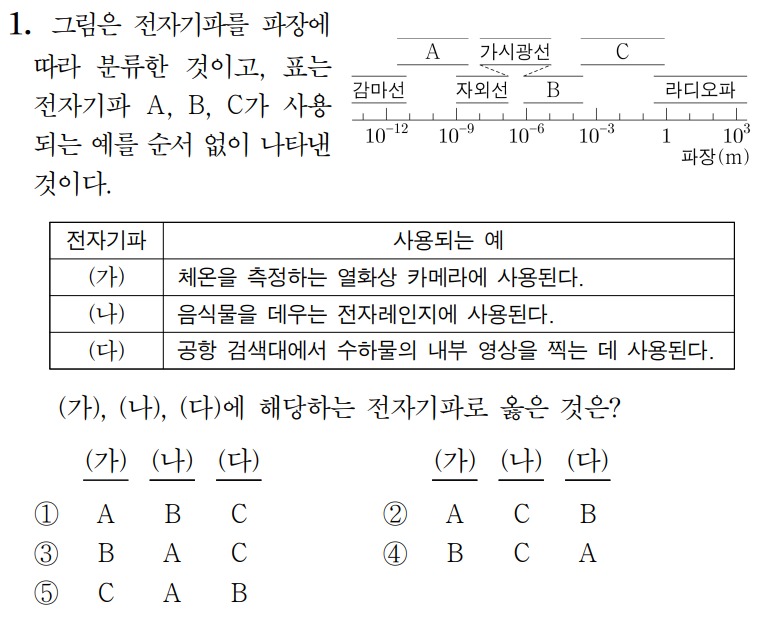 1. 그림은 전자기파를 파장에
따라 분류한 것이고, 표는
전자기파 A, B, C가 사용
되는 예를 순서 없이 나타낸
것이다.
A 가시광선 C
감마선 자외선 B 라디오파
10⁻¹² 10⁻⁹ 10⁻⁶ 10⁻³ 1 10³
파장(m)
전자기파 사용되는 예
(가) 체온을 측정하는 열화상 카메라에 사용된다.
(나) 음식물을 데우는 전자레인지에 사용된다.
(다) 공항 검색대에서 수하물의 내부 영상을 찍는 데 사용된다.
(가), (나), (다)에 해당하는 전자기파로 옳은 것은?
(가) (나) (다) (가) (나) (다)
① A B C ② A C B
③ B A C ④ B C A
⑤ C A B